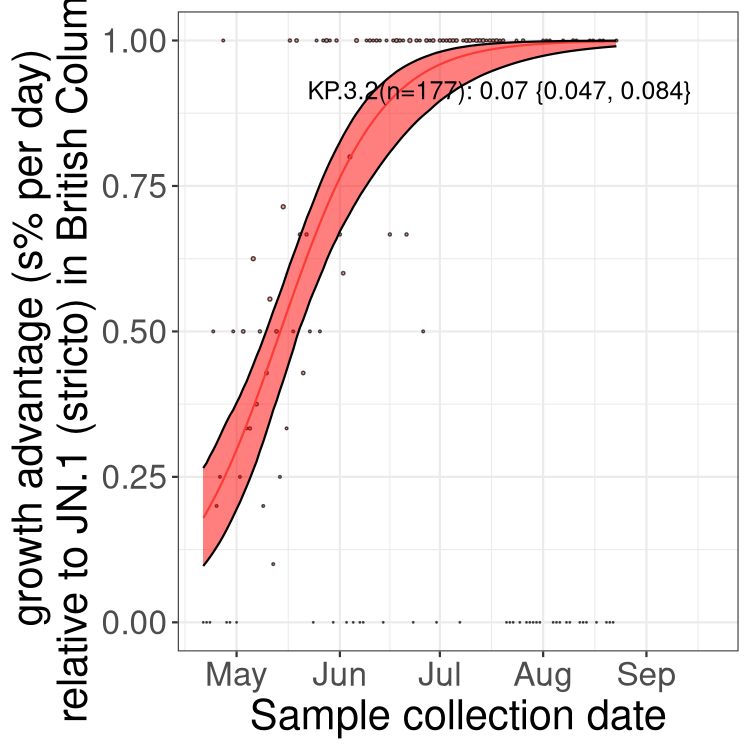 growth advantage (s% per day)
relative to JN.1 (stricto) in British Colum
1.00
0.75
0.50
0.25
0.00
KP.3.2(n=177): 0.07 {0.047, 0.084}
May Jun Jul Aug Sep
Sample collection date